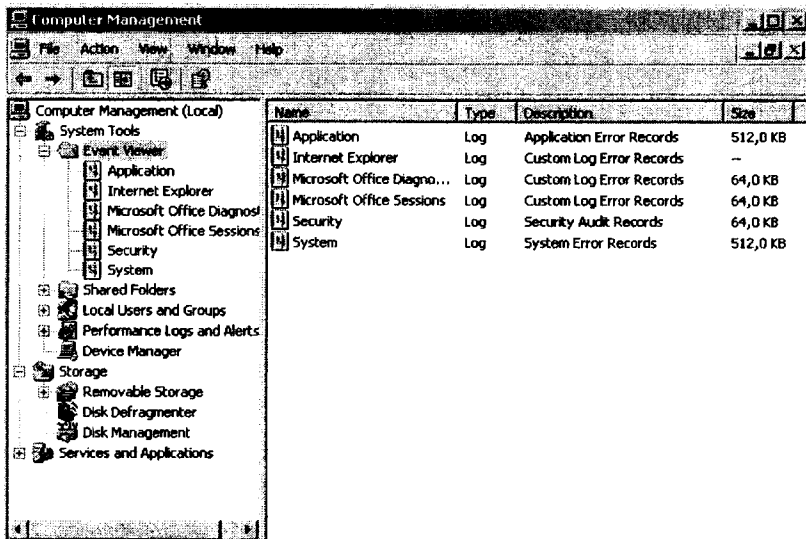 Computer Management
File Action View Window Help
Computer Management (Local)
System Tools
Event Viewer
Application
Internet Explorer
Microsoft Office Diagnost
Microsoft Office Sessions
Security
System
Shared Folders
Local Users and Groups
Performance Logs and Alerts
Device Manager
Storage
Removable Storage
Disk Defragmenter
Disk Management
Services and Applications
Name Type Description Size
Application Log Application Error Records 512,0 KB
Internet Explorer Log Custom Log Error Records --
Microsoft Office Diagno... Log Custom Log Error Records 64,0 KB
Microsoft Office Sessions Log Custom Log Error Records 64,0 KB
Security Log Security Audit Records 64,0 KB
System Log System Error Records 512,0 KB